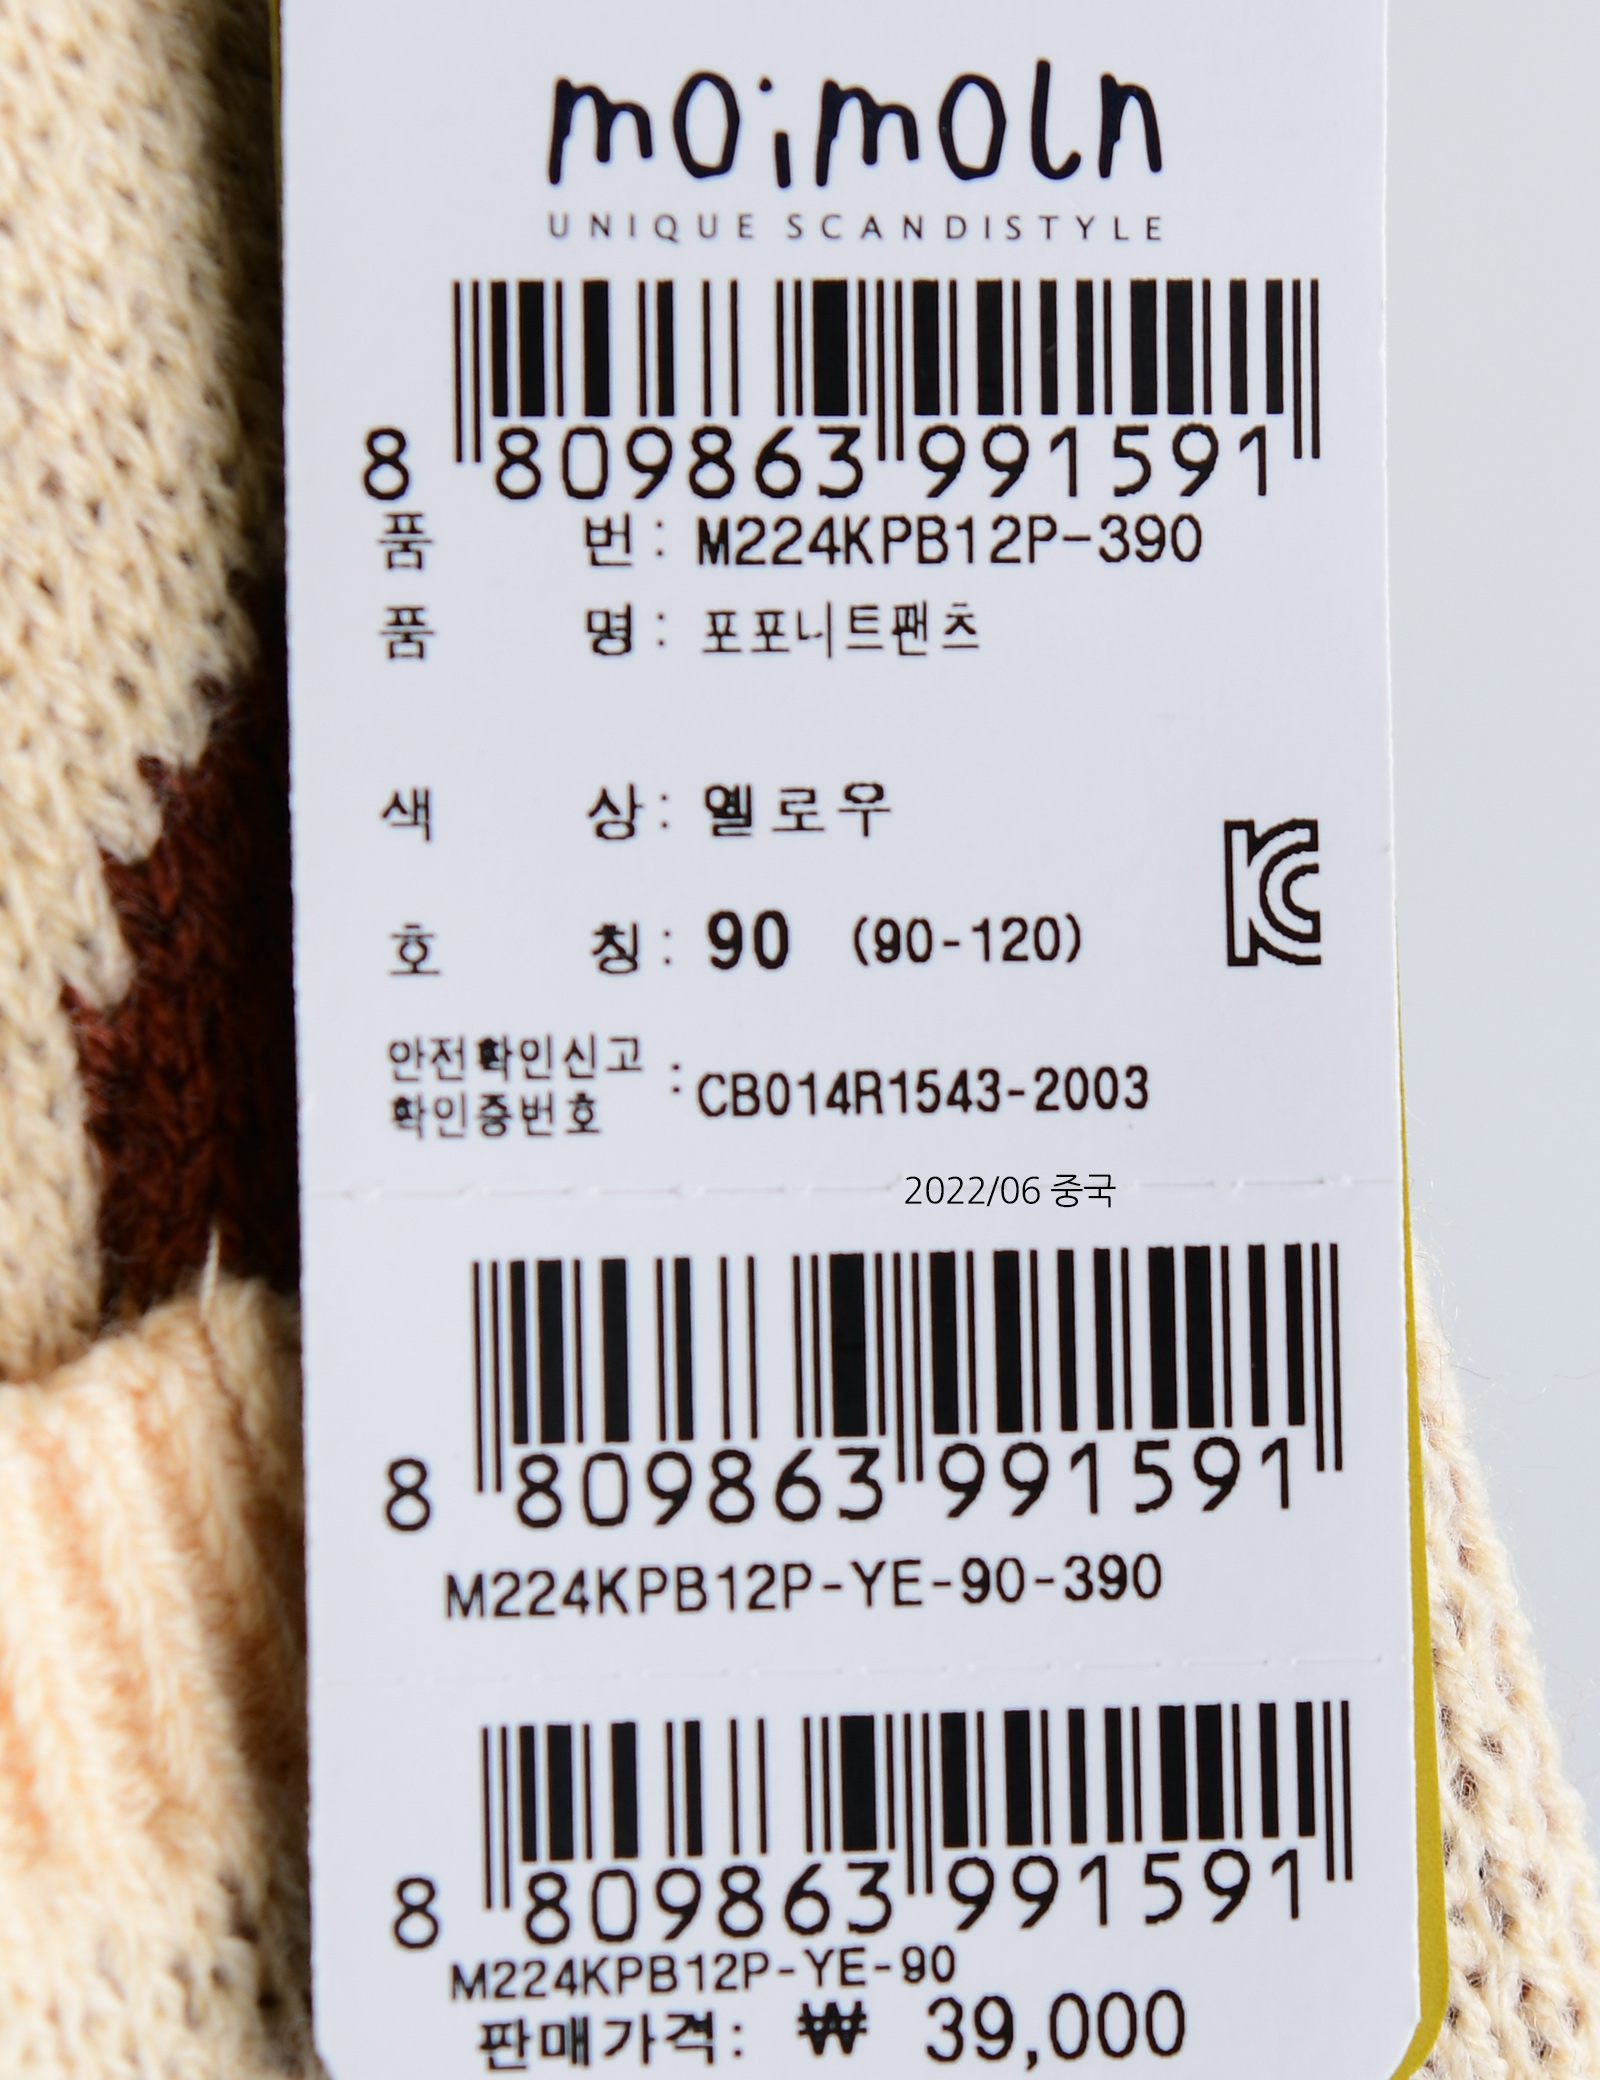 moimoln
UNIQUE SCANDISTYLE
8 809863 991591
품 번 : M224KPB12P-390
품 명 : 포포니트팬츠
색 상 : 옐로우
호 칭 : 90 (90-120)
안전확인신고
확인증번호 : CB014R1543-2003
2022/06 중국
8 809863 991591
M224KPB12P-YE-90-390
8 809863 991591
M224KPB12P-YE-90
판매가격: ₩ 39,000